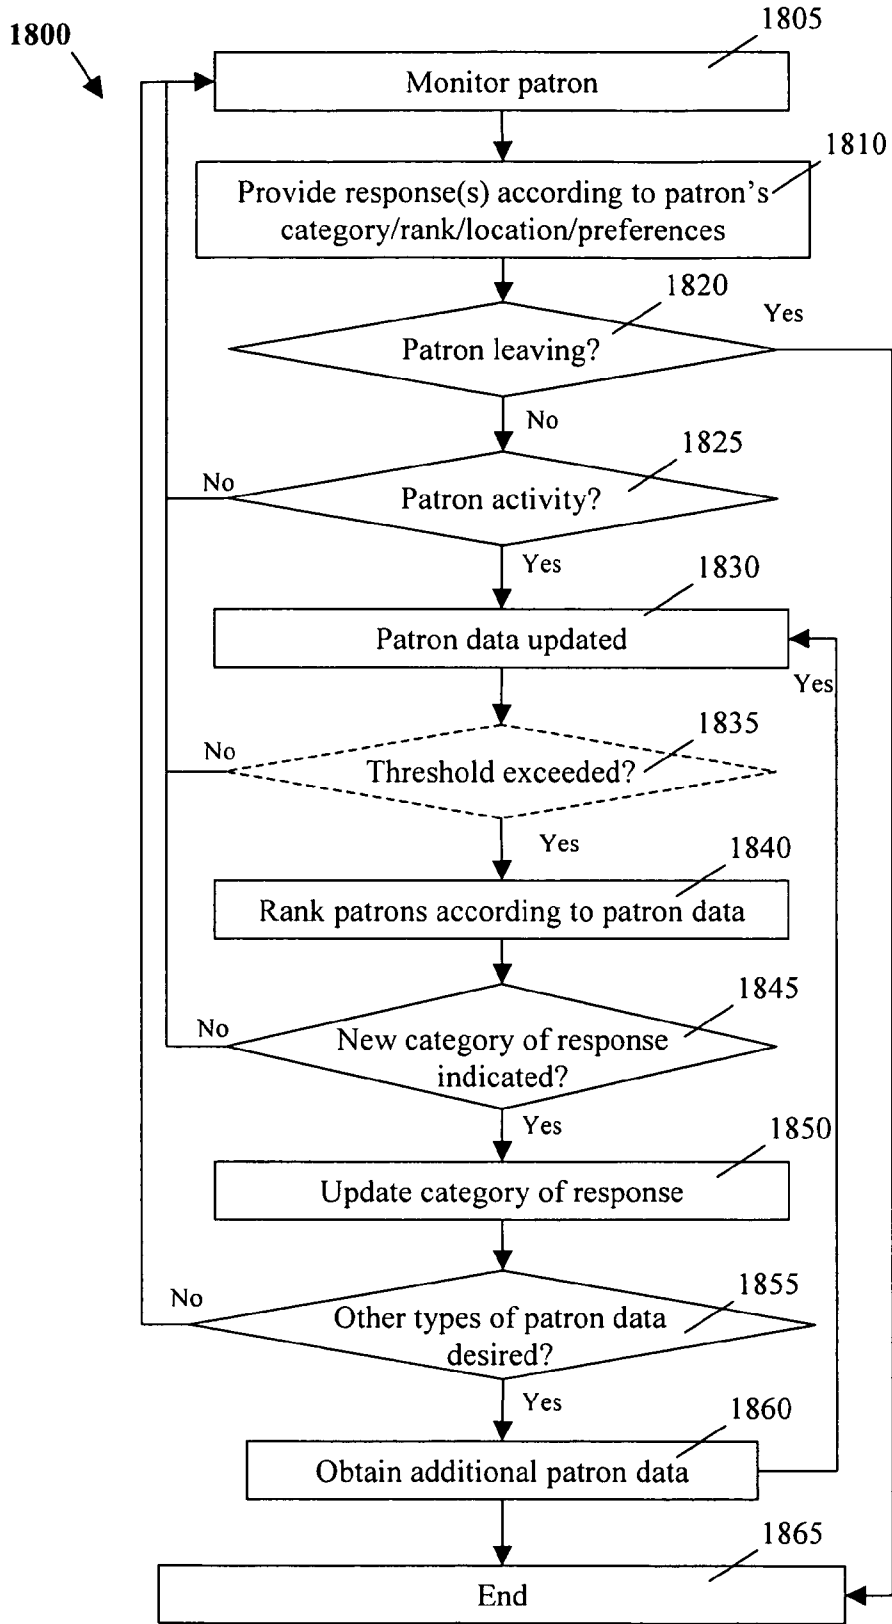 1800
1805
Monitor patron
1810
Provide response(s) according to patron's
category/rank/location/preferences
1820
Yes
Patron leaving?
No
1825
No
Patron activity?
Yes
1830
Patron data updated
Yes
1835
No
Threshold exceeded?
Yes
1840
Rank patrons according to patron data
1845
No
New category of response
indicated?
Yes
1850
Update category of response
1855
No
Other types of patron data
desired?
Yes
1860
Obtain additional patron data
1865
End